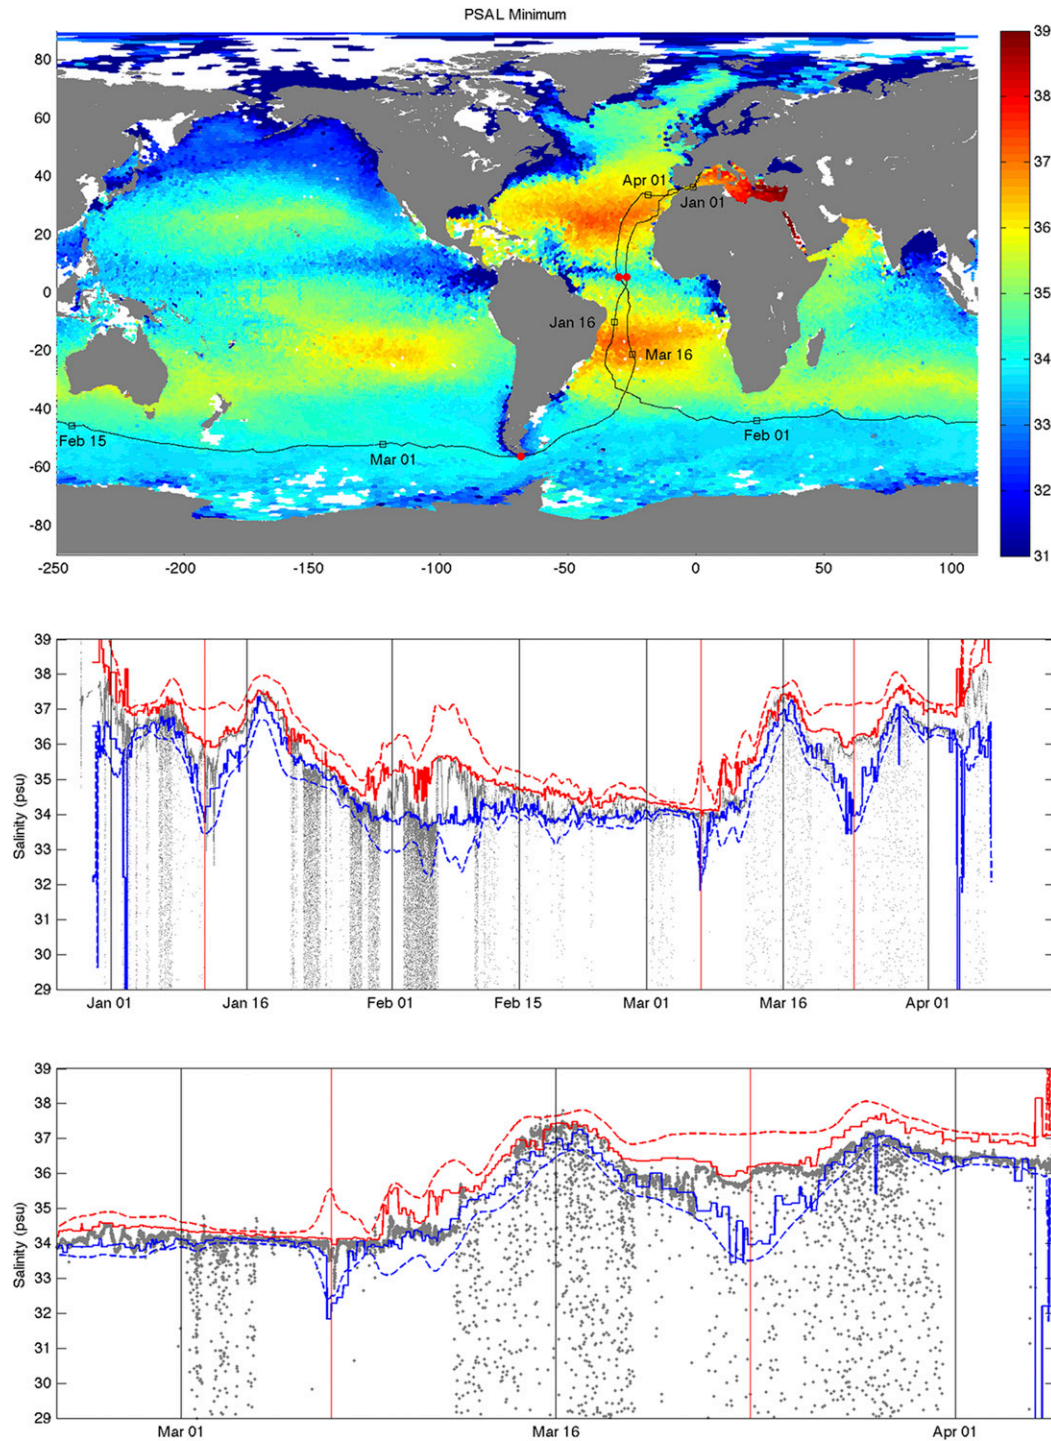 PSAL Minimum
80
60
40
20
0
-20
-40
-60
-80
-250
-200
-150
-100
-50
0
50
100
39
38
37
36
35
34
33
32
31
Apr 01
Jan 01
Jan 16
Mar 16
Feb 15
Mar 01
Feb 01
Salinity (psu)
39
38
37
36
35
34
33
32
31
30
29
Jan 01
Jan 16
Feb 01
Feb 15
Mar 01
Mar 16
Apr 01
Salinity (psu)
39
38
37
36
35
34
33
32
31
30
29
Mar 01
Mar 16
Apr 01